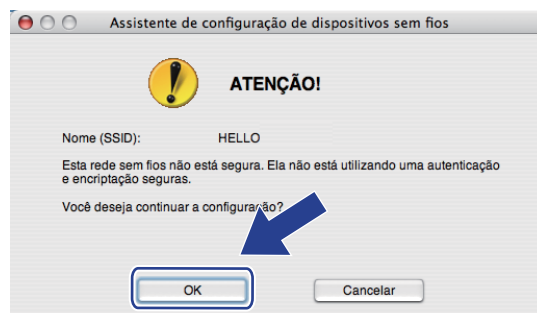 Assistente de configuração de dispositivos sem fios
ATENÇÃO!
Nome (SSID): HELLO
Esta rede sem fios não está segura. Ela não está utilizando uma autenticação
e encriptação seguras.
Você deseja continuar a configuração?
OK Cancelar